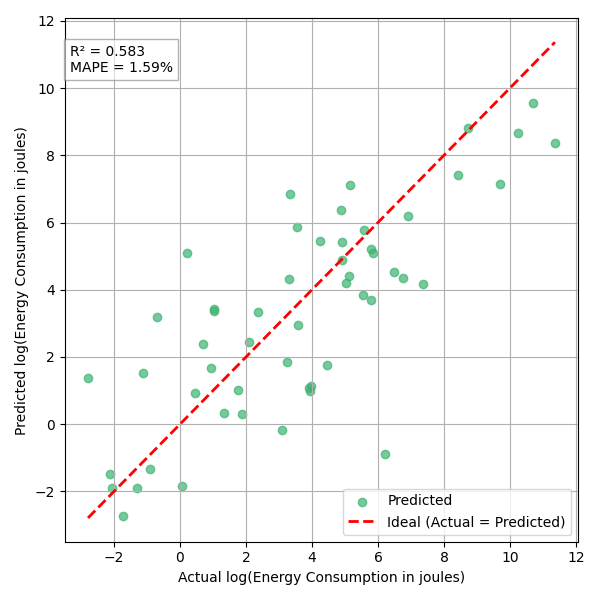 R² = 0.583
MAPE = 1.59%
12
10
8
6
4
2
0
−2
Predicted log(Energy Consumption in joules)
Predicted
Ideal (Actual = Predicted)
−2 0 2 4 6 8 10 12
Actual log(Energy Consumption in joules)